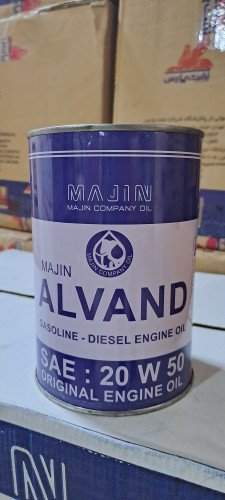 MAJIN
MAJIN COMPANY OIL
MAJIN COMPANY OIL
MAJIN
ALVAND
GASOLINE - DIESEL ENGINE OIL
SAE : 20 W 50
ORIGINAL ENGINE OIL